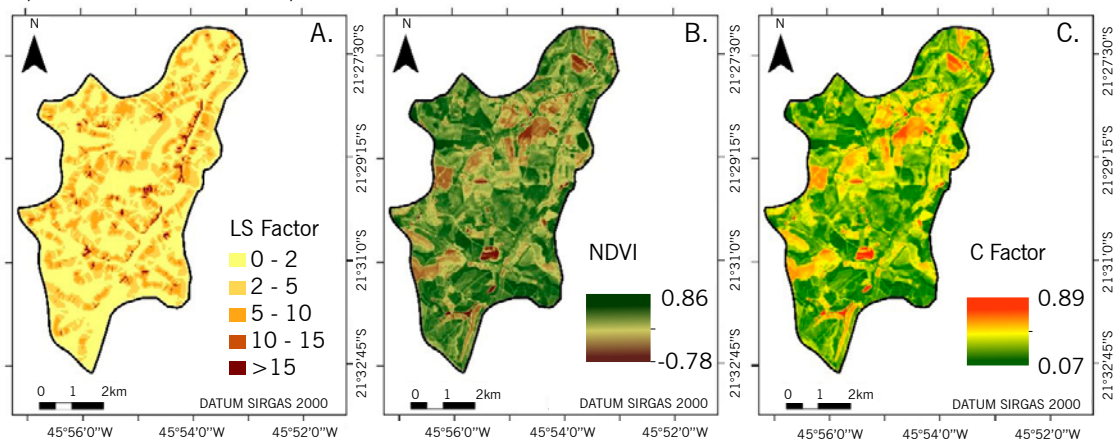 N
A.
LS Factor
0 - 2
2 - 5
5 - 10
10 - 15
>15
0 1 2km
DATUM SIRGAS 2000
45°56'0"W 45°54'0"W 45°52'0"W
21°27'30"S
21°29'15"S
21°31'0"S
21°32'45"S
N
B.
NDVI
0.86
-0.78
0 1 2km
DATUM SIRGAS 2000
45°56'0"W 45°54'0"W 45°52'0"W
21°27'30"S
21°29'15"S
21°31'0"S
21°32'45"S
N
C.
C Factor
0.89
0.07
0 1 2km
DATUM SIRGAS 2000
45°56'0"W 45°54'0"W 45°52'0"W
21°27'30"S
21°29'15"S
21°31'0"S
21°32'45"S